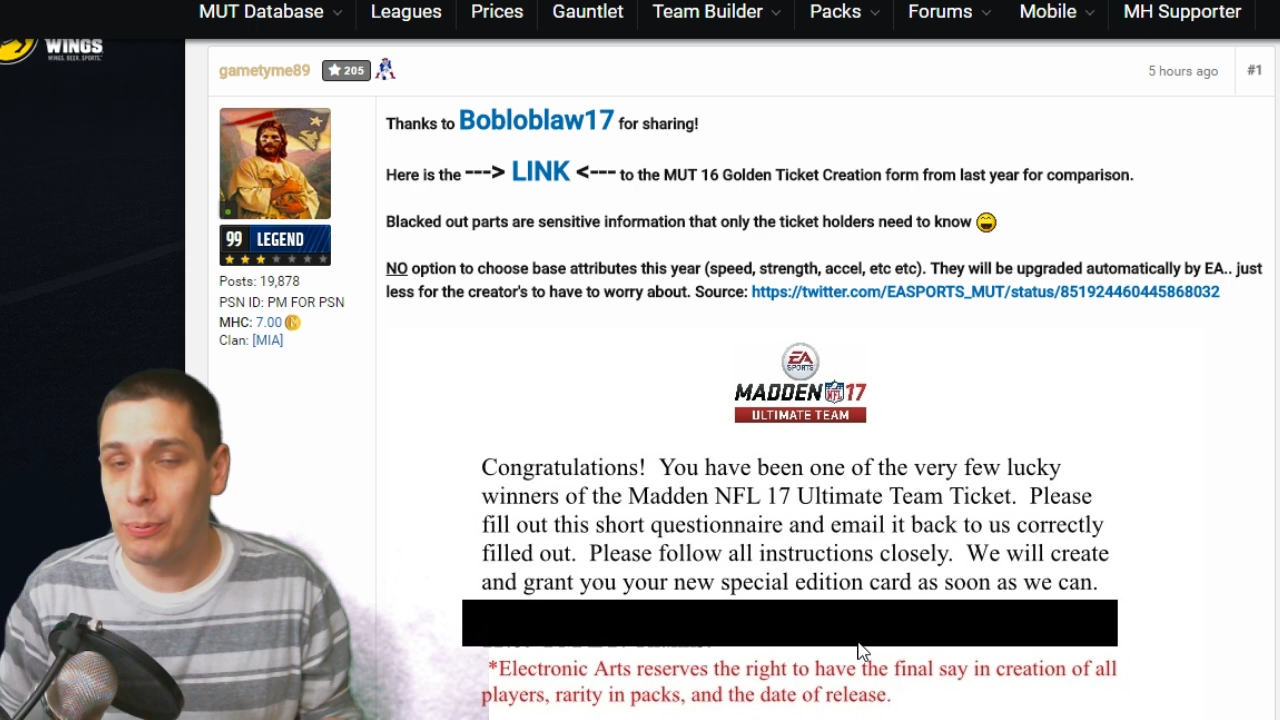 MUT Database Leagues Prices Gauntlet Team Builder Packs Forums Mobile MH Supporter
WINGS
WINGS. BEER. SPORTS.
gametyme89 205 5 hours ago #1
Thanks to Bobloblaw17 for sharing!
Here is the ---> LINK <--- to the MUT 16 Golden Ticket Creation form from last year for comparison.
Blacked out parts are sensitive information that only the ticket holders need to know
99 LEGEND
Posts: 19,878
PSN ID: PM FOR PSN
MHC: 7.00
Clan: [MIA]
NO option to choose base attributes this year (speed, strength, accel, etc etc). They will be upgraded automatically by EA.. just
less for the creator's to have to worry about. Source: https://twitter.com/EASPORTS_MUT/status/851924460445868032
EA
SPORTS
MADDEN NFL 17
ULTIMATE TEAM
Congratulations! You have been one of the very few lucky
winners of the Madden NFL 17 Ultimate Team Ticket. Please
fill out this short questionnaire and email it back to us correctly
filled out. Please follow all instructions closely. We will create
and grant you your new special edition card as soon as we can.
*Electronic Arts reserves the right to have the final say in creation of all
players, rarity in packs, and the date of release.